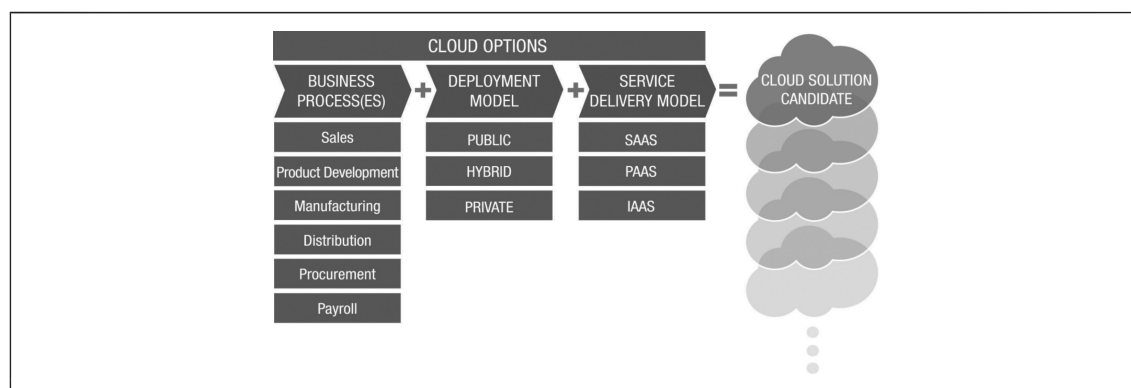 CLOUD OPTIONS
BUSINESS
PROCESS(ES)
+
DEPLOYMENT
MODEL
+
SERVICE
DELIVERY MODEL
=
CLOUD SOLUTION
CANDIDATE
Sales
PUBLIC
SAAS
Product Development
HYBRID
PAAS
Manufacturing
PRIVATE
IAAS
Distribution
Procurement
Payroll